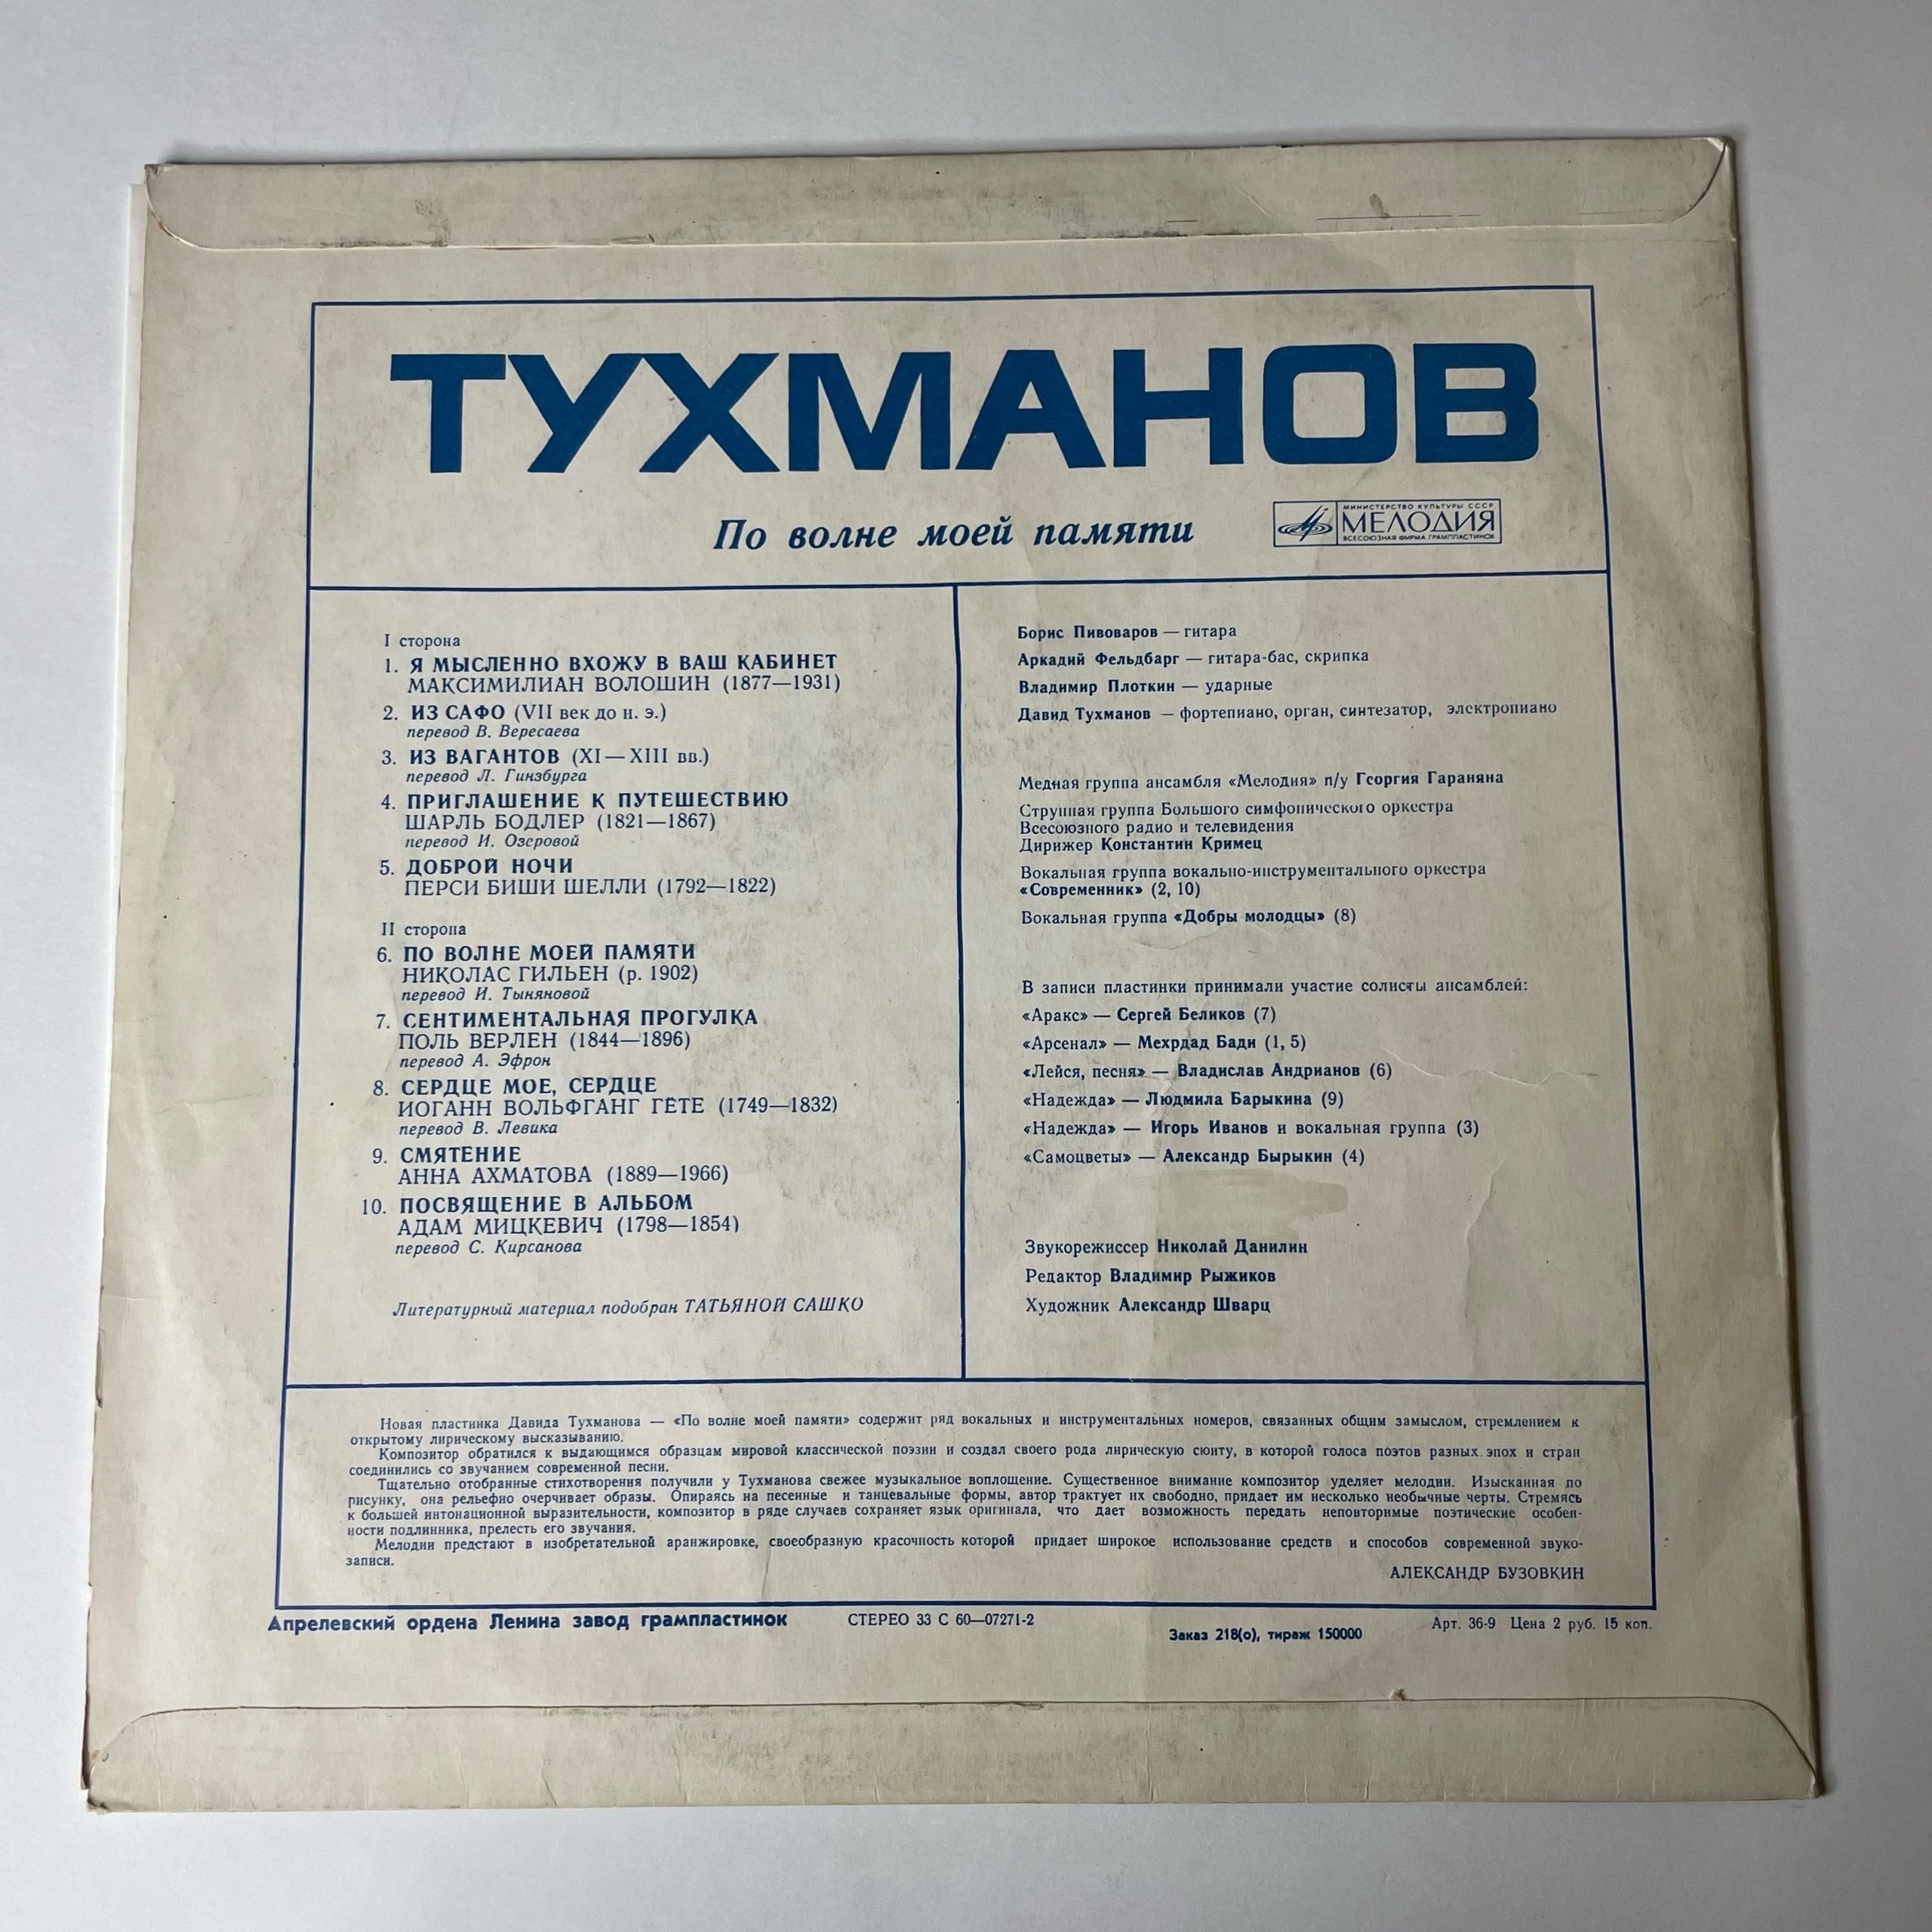 ТУХМАНОВ
По волне моей памяти
МИНИСТЕРСТВО КУЛЬТУРЫ СССР
МЕЛОДИЯ
ВСЕСОЮЗНАЯ ФИРМА ГРАМПЛАСТИНОК
I сторона
1. Я МЫСЛЕННО ВХОЖУ В ВАШ КАБИНЕТ
МАКСИМИЛИАН ВОЛОШИН (1877—1931)
2. ИЗ САФО (VII век до н. э.)
перевод В. Вересаева
3. ИЗ ВАГАНТОВ (XI—XIII вв.)
перевод Л. Гинзбурга
4. ПРИГЛАШЕНИЕ К ПУТЕШЕСТВИЮ
ШАРЛЬ БОДЛЕР (1821—1867)
перевод И. Озеровой
5. ДОБРОЙ НОЧИ
ПЕРСИ БИШИ ШЕЛЛИ (1792—1822)
II сторона
6. ПО ВОЛНЕ МОЕЙ ПАМЯТИ
НИКОЛАС ГИЛЬЕН (р. 1902)
перевод И. Тыняновой
7. СЕНТИМЕНТАЛЬНАЯ ПРОГУЛКА
ПОЛЬ ВЕРЛЕН (1844—1896)
перевод А. Эфрон
8. СЕРДЦЕ МОЕ, СЕРДЦЕ
ИОГАНН ВОЛЬФГАНГ ГЁТЕ (1749—1832)
перевод В. Левика
9. СМЯТЕНИЕ
АННА АХМАТОВА (1889—1966)
10. ПОСВЯЩЕНИЕ В АЛЬБОМ
АДАМ МИЦКЕВИЧ (1798—1854)
перевод С. Кирсанова
Литературный материал подобран ТАТЬЯНОЙ САШКО
Борис Пивоваров — гитара
Аркадий Фельдбарг — гитара-бас, скрипка
Владимир Плоткин — ударные
Давид Тухманов — фортепиано, орган, синтезатор, электропиано
Медная группа ансамбля «Мелодия» п/у Георгия Гараняна
Струнная группа Большого симфонического оркестра
Всесоюзного радио и телевидения
Дирижер Константин Кримец
Вокальная группа вокально-инструментального оркестра
«Современник» (2, 10)
Вокальная группа «Добры молодцы» (8)
В записи пластинки принимали участие солисты ансамблей:
«Аракс» — Сергей Беликов (7)
«Арсенал» — Мехрдад Бади (1, 5)
«Лейся, песня» — Владислав Андрианов (6)
«Надежда» — Людмила Барыкина (9)
«Надежда» — Игорь Иванов и вокальная группа (3)
«Самоцветы» — Александр Бырыкин (4)
Звукорежиссер Николай Данилин
Редактор Владимир Рыжиков
Художник Александр Шварц
Новая пластинка Давида Тухманова — «По волне моей памяти» содержит ряд вокальных и инструментальных номеров, связанных общим замыслом, стремлением к
открытому лирическому высказыванию.
Композитор обратился к выдающимся образцам мировой классической поэзии и создал своего рода лирическую сюиту, в которой голоса поэтов разных эпох и стран
соединились со звучанием современной песни.
Тщательно отобранные стихотворения получили у Тухманова свежее музыкальное воплощение. Существенное внимание композитор уделяет мелодии. Изысканная по
рисунку, она рельефно очерчивает образы. Опираясь на песенные и танцевальные формы, автор трактует их свободно, придает им несколько необычные черты. Стремясь
к большей интонационной выразительности, композитор в ряде случаев сохраняет язык оригинала, что дает возможность передать неповторимые поэтические особен-
ности подлинника, прелесть его звучания.
Мелодии предстают в изобретательной аранжировке, своеобразную красочность которой придает широкое использование средств и способов современной звуко-
записи.
АЛЕКСАНДР БУЗОВКИН
Апрелевский ордена Ленина завод грампластинок
СТЕРЕО 33 С 60—07271-2
Заказ 218(о), тираж 150000
Арт. 36-9 Цена 2 руб. 15 коп.